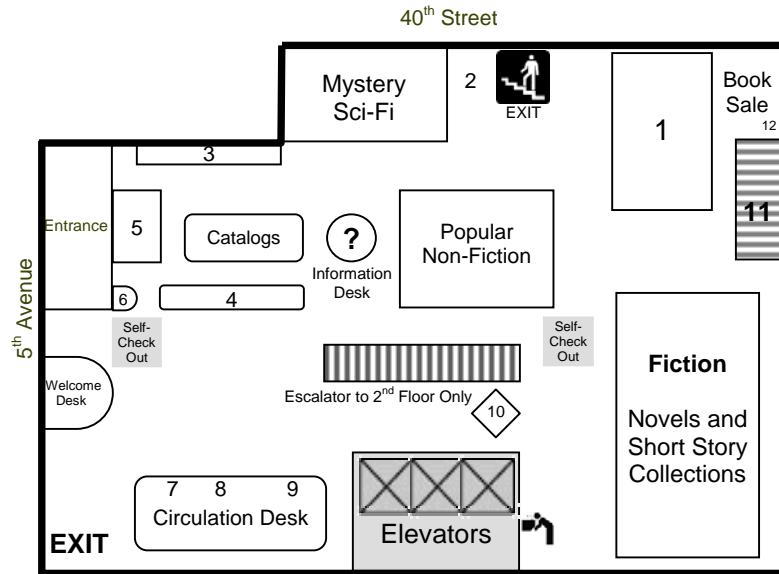 40th Street
Mystery
Sci-Fi
2
EXIT
1
Book
Sale
12
3
11
Entrance
5
Catalogs
?
Information
Desk
Popular
Non-Fiction
6
4
5th Avenue
Self-
Check
Out
Self-
Check
Out
Welcome
Desk
Escalator to 2nd Floor Only
10
Fiction
Novels and
Short Story
Collections
7 8 9
Circulation Desk
Elevators
EXIT